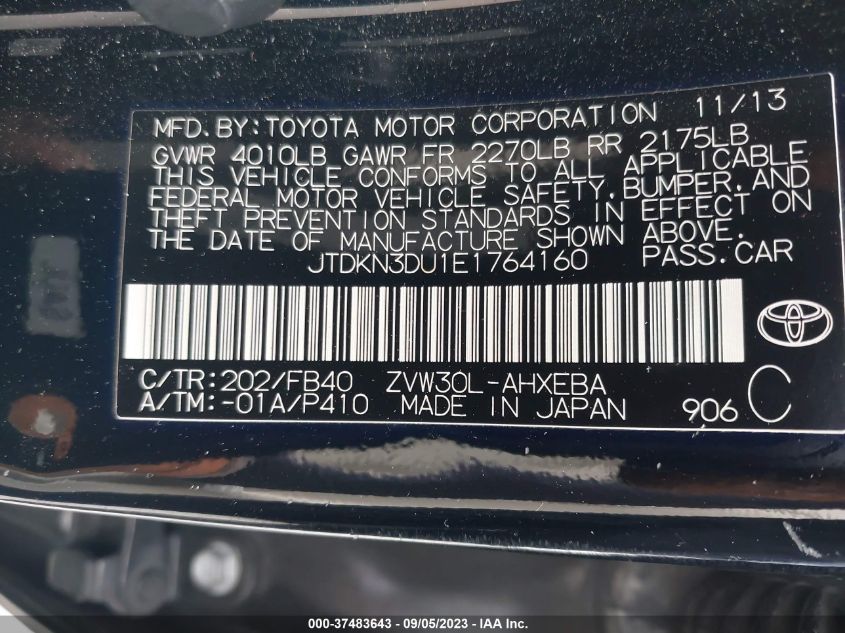 MFD. BY: TOYOTA MOTOR CORPORATION 11/13
GVWR 4010LB GAWR FR 2270LB RR 2175LB
THIS VEHICLE CONFORMS TO ALL APPLICABLE
FEDERAL MOTOR VEHICLE SAFETY, BUMPER, AND
THEFT PREVENTION STANDARDS IN EFFECT ON
THE DATE OF MANUFACTURE SHOWN ABOVE.
JTDKN3DU1E1764160 PASS. CAR
C/TR: 202/FB40 ZVW30L-AHXEBA
A/TM: -01A/P410 MADE IN JAPAN 906 C
000-37483643 - 09/05/2023 - IAA Inc.